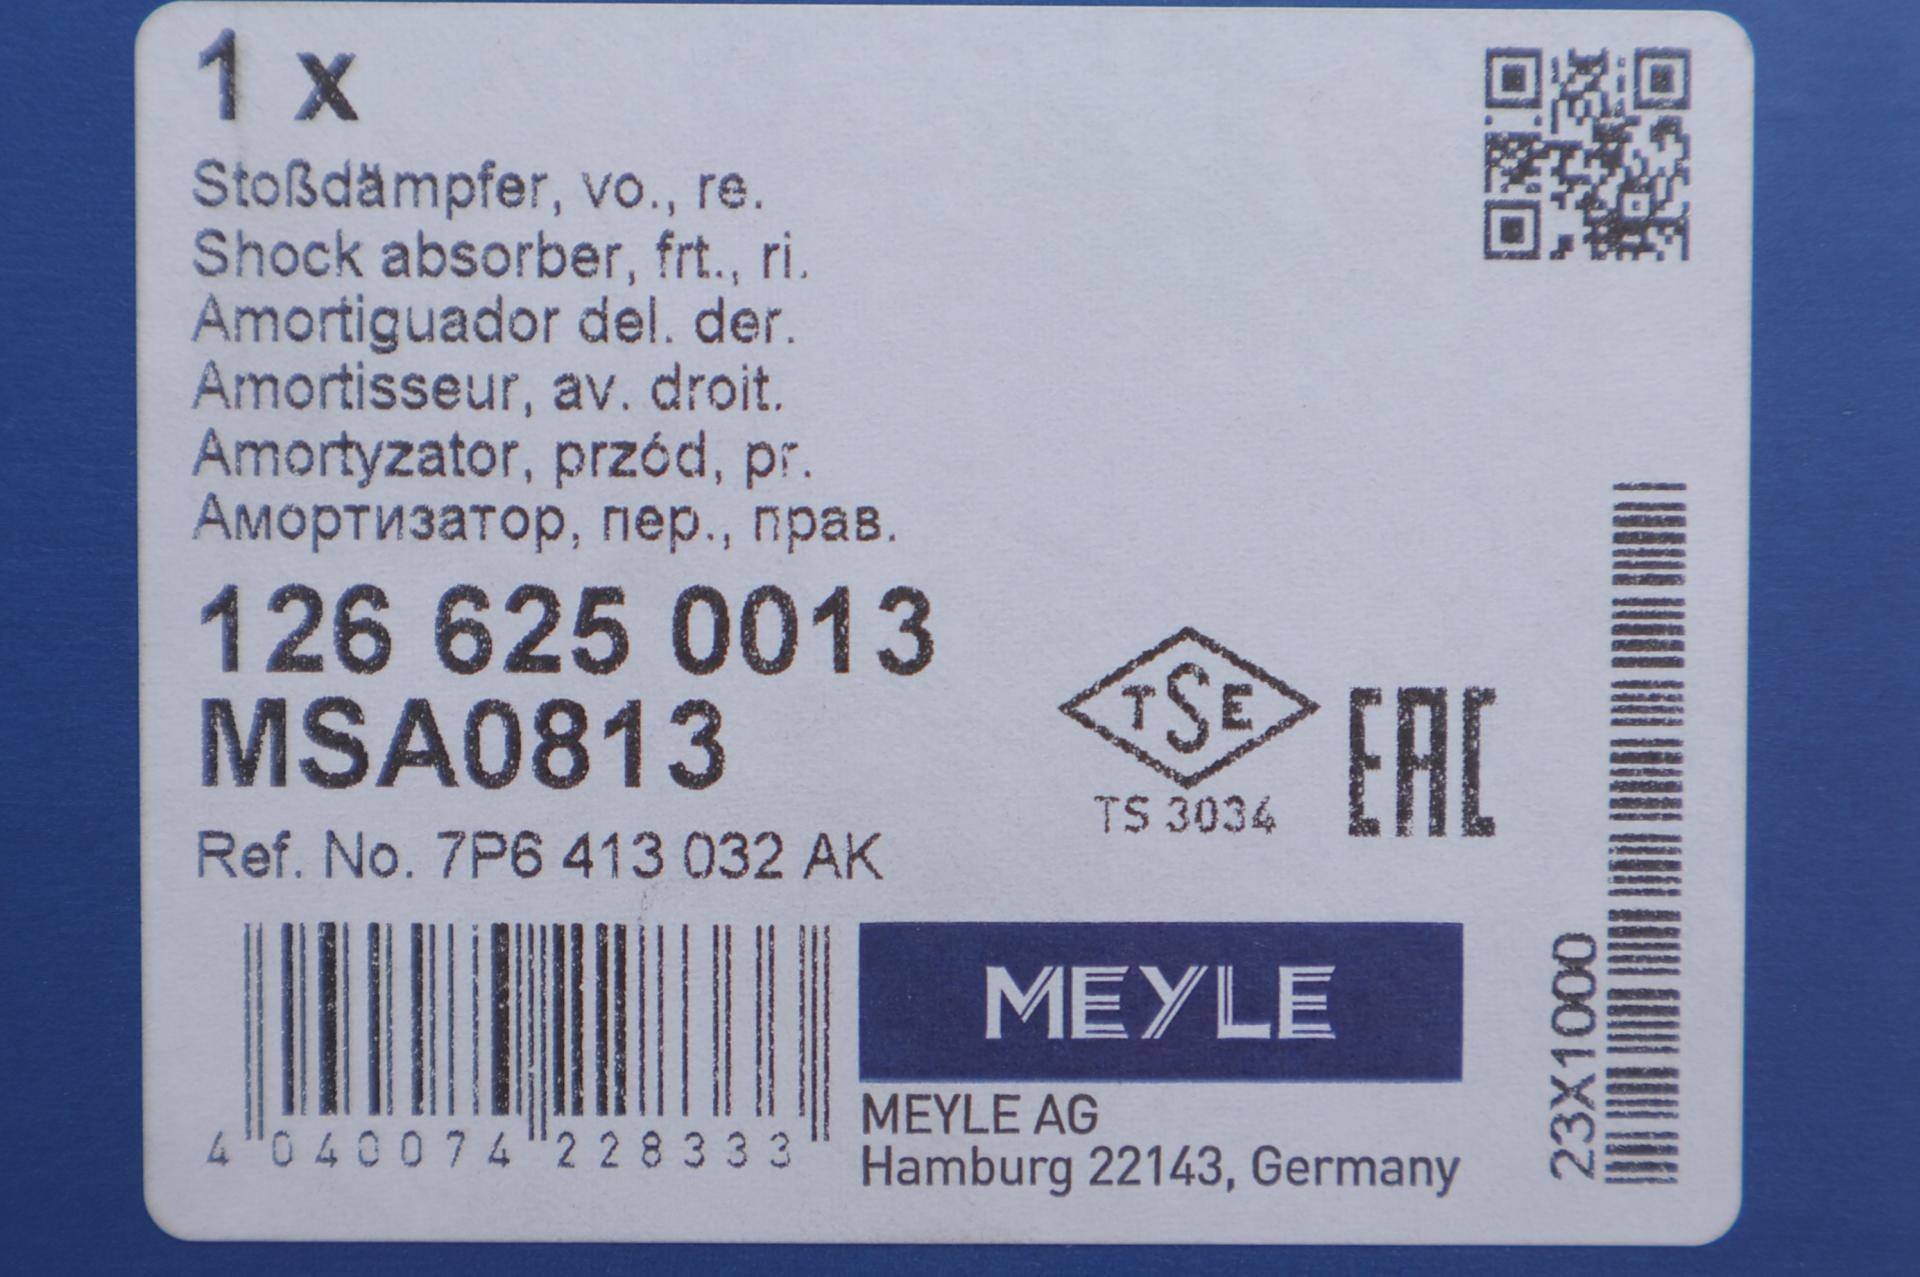 1 x
Stoßdämpfer, vo., re.
Shock absorber, frt., ri.
Amortiguador del. der.
Amortisseur, av. droit.
Amortyzator, przód, pr.
Амортизатор, пер., прав.
126 625 0013
MSA0813
Ref. No. 7P6 413 032 AK
TSE
TS 3034
EAC
4 040074 228333
MEYLE
MEYLE AG
Hamburg 22143, Germany
23X1000